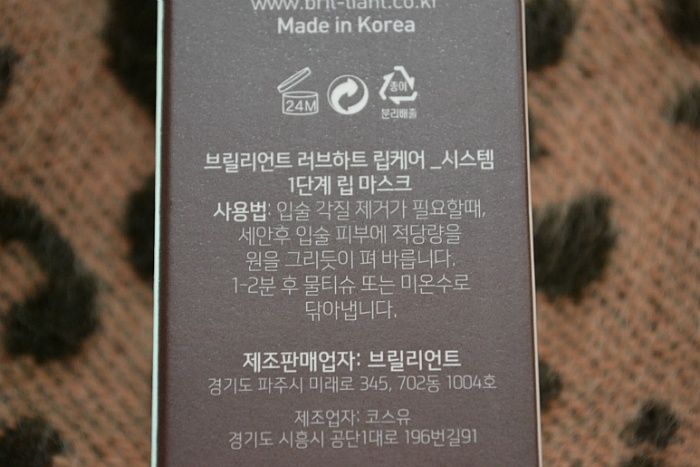 www.bril-liant.co.kr
Made in Korea
24M
종이
분리배출
브릴리언트 러브하트 립케어 _시스템
1단계 립 마스크
사용법: 입술 각질 제거가 필요할때,
세안후 입술 피부에 적당량을
원을 그리듯이 펴 바릅니다.
1-2분 후 물티슈 또는 미온수로
닦아냅니다.
제조판매업자: 브릴리언트
경기도 파주시 미래로 345, 702동 1004호
제조업자: 코스유
경기도 시흥시 공단1대로 196번길91